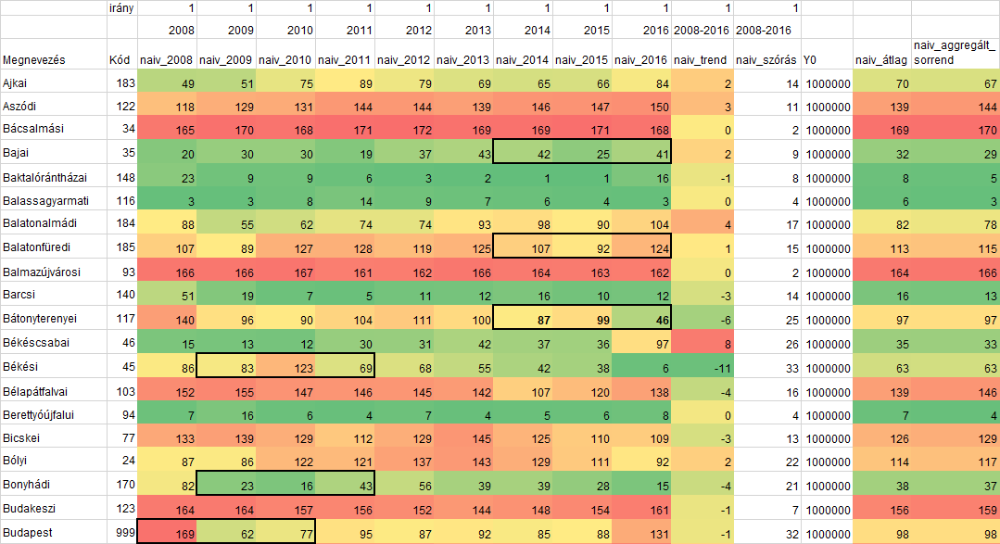 irány 1 1 1 1 1 1 1 1 1 1 1 1 1
2008 2009 2010 2011 2012 2013 2014 2015 2016 2008-2016 2008-2016
Megnevezés Kód naiv_2008 naiv_2009 naiv_2010 naiv_2011 naiv_2012 naiv_2013 naiv_2014 naiv_2015 naiv_2016 naiv_trend naiv_szórás Y0 naiv_átlag naiv_aggregált_
sorrend
Ajkai 183 49 51 75 89 79 69 65 66 84 2 14 1000000 70 67
Aszódi 122 118 129 131 144 144 139 146 147 150 3 11 1000000 139 144
Bácsalmási 34 165 170 168 171 172 169 169 171 168 0 2 1000000 169 170
Bajai 35 20 30 30 19 37 43 42 25 41 2 9 1000000 32 29
Baktalórántházai 148 23 9 9 6 3 2 1 1 16 -1 8 1000000 8 5
Balassagyarmati 116 3 3 8 14 9 7 6 4 3 0 4 1000000 6 3
Balatonalmádi 184 88 55 62 74 74 93 98 90 104 4 17 1000000 82 78
Balatonfüredi 185 107 89 127 128 119 125 107 92 124 1 15 1000000 113 115
Balmazújvárosi 93 166 166 167 161 162 166 164 163 162 0 2 1000000 164 166
Barcsi 140 51 19 7 5 11 12 16 10 12 -3 14 1000000 16 13
Bátonyterenyei 117 140 96 90 104 111 100 87 99 46 -6 25 1000000 97 97
Békéscsabai 46 15 13 12 30 31 42 37 36 97 8 26 1000000 35 33
Békési 45 86 83 123 69 68 55 42 38 6 -11 33 1000000 63 63
Bélapátfalvai 103 152 155 147 146 145 142 107 120 138 -4 16 1000000 139 146
Berettyóújfalui 94 7 16 6 4 7 4 5 6 8 0 4 1000000 7 4
Bicskei 77 133 139 129 112 129 145 125 110 109 -3 13 1000000 126 129
Bólyi 24 87 86 122 121 137 143 129 111 92 2 22 1000000 114 117
Bonyhádi 170 82 23 16 43 56 39 39 28 15 -4 21 1000000 38 37
Budakeszi 123 164 164 157 156 152 144 148 154 161 -1 7 1000000 156 159
Budapest 999 169 62 77 95 87 92 85 88 131 -1 32 1000000 98 98